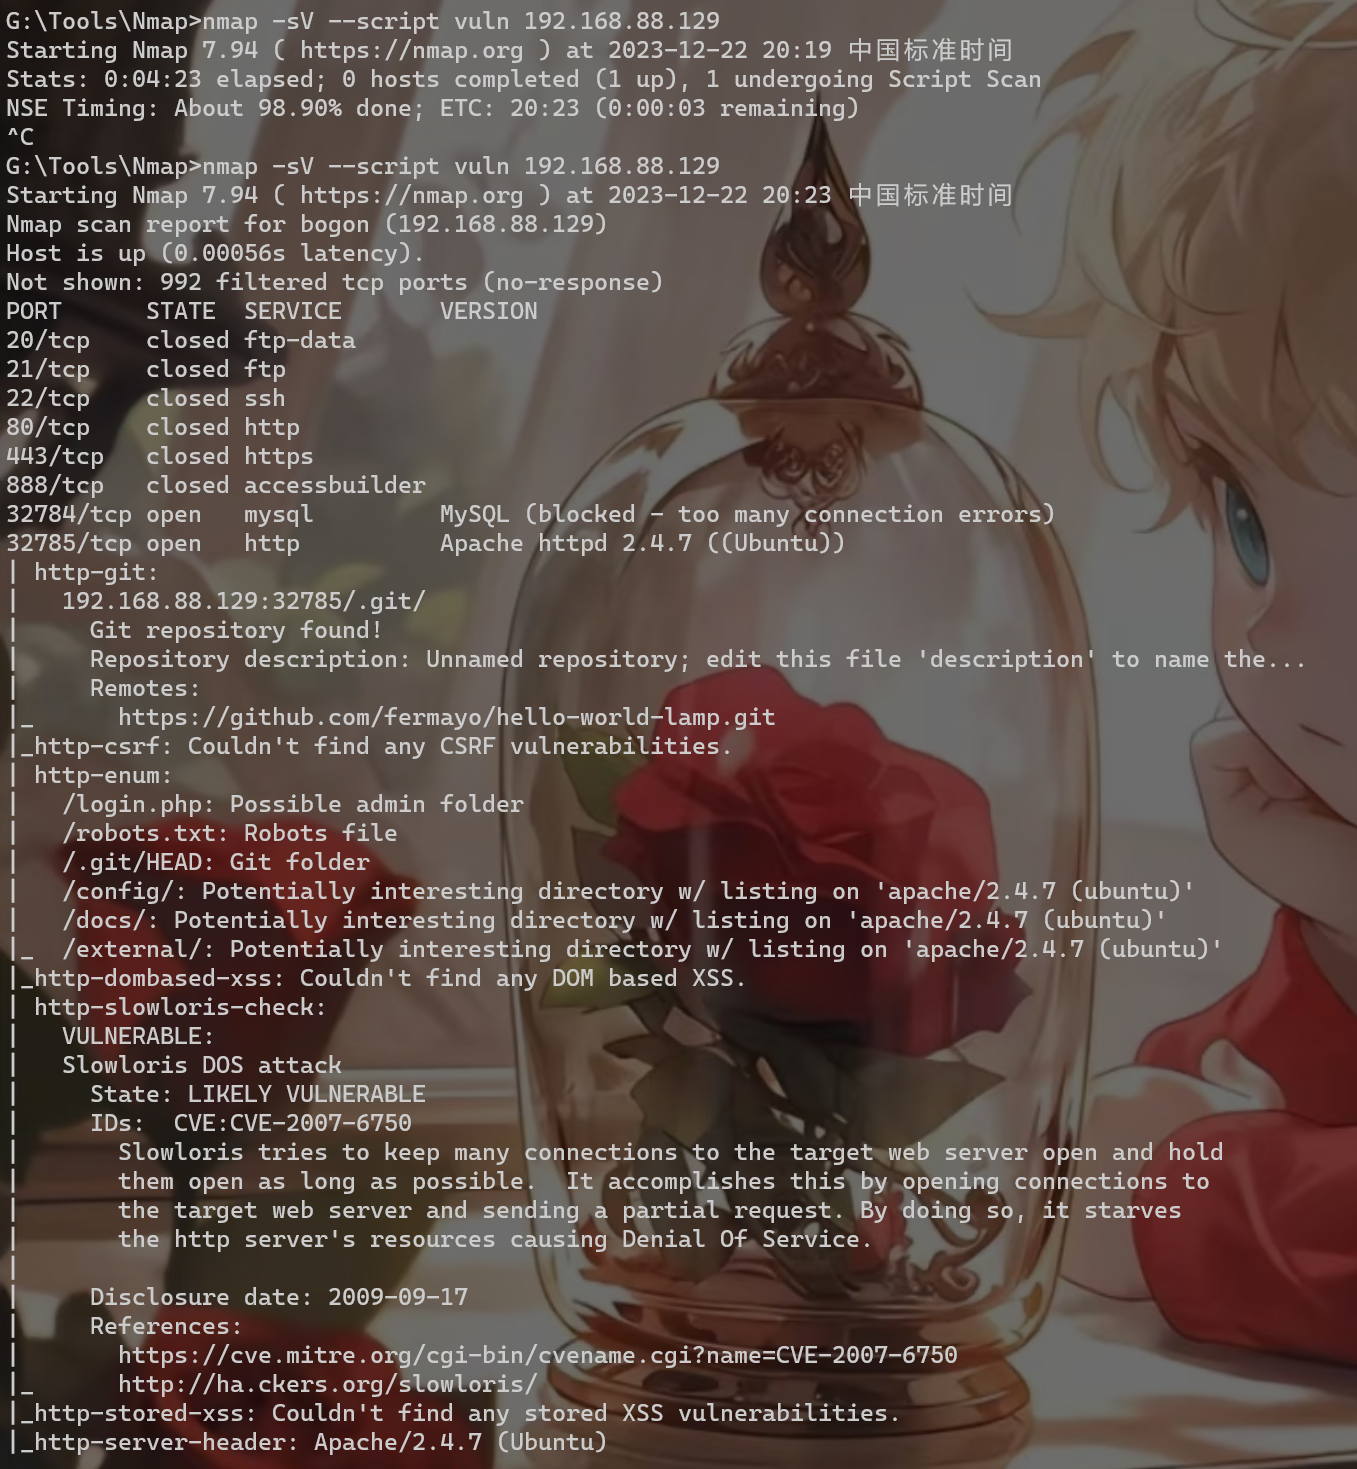 G:\Tools\Nmap>nmap -sV --script vuln 192.168.88.129
Starting Nmap 7.94 ( https://nmap.org ) at 2023-12-22 20:19 中国标准时间
Stats: 0:04:23 elapsed; 0 hosts completed (1 up), 1 undergoing Script Scan
NSE Timing: About 98.90% done; ETC: 20:23 (0:00:03 remaining)
^C
G:\Tools\Nmap>nmap -sV --script vuln 192.168.88.129
Starting Nmap 7.94 ( https://nmap.org ) at 2023-12-22 20:23 中国标准时间
Nmap scan report for bogon (192.168.88.129)
Host is up (0.00056s latency).
Not shown: 992 filtered tcp ports (no-response)
PORT      STATE  SERVICE       VERSION
20/tcp    closed ftp-data
21/tcp    closed ftp
22/tcp    closed ssh
80/tcp    closed http
443/tcp   closed https
888/tcp   closed accessbuilder
32784/tcp open   mysql         MySQL (blocked - too many connection errors)
32785/tcp open   http          Apache httpd 2.4.7 ((Ubuntu))
| http-git:
|   192.168.88.129:32785/.git/
|     Git repository found!
|     Repository description: Unnamed repository; edit this file 'description' to name the...
|     Remotes:
|_      https://github.com/fermayo/hello-world-lamp.git
|_http-csrf: Couldn't find any CSRF vulnerabilities.
| http-enum:
|   /login.php: Possible admin folder
|   /robots.txt: Robots file
|   /.git/HEAD: Git folder
|   /config/: Potentially interesting directory w/ listing on 'apache/2.4.7 (ubuntu)'
|   /docs/: Potentially interesting directory w/ listing on 'apache/2.4.7 (ubuntu)'
|_  /external/: Potentially interesting directory w/ listing on 'apache/2.4.7 (ubuntu)'
|_http-dombased-xss: Couldn't find any DOM based XSS.
| http-slowloris-check:
|   VULNERABLE:
|   Slowloris DOS attack
|     State: LIKELY VULNERABLE
|     IDs:  CVE:CVE-2007-6750
|       Slowloris tries to keep many connections to the target web server open and hold
|       them open as long as possible.  It accomplishes this by opening connections to
|       the target web server and sending a partial request. By doing so, it starves
|       the http server's resources causing Denial Of Service.
|
|     Disclosure date: 2009-09-17
|     References:
|       https://cve.mitre.org/cgi-bin/cvename.cgi?name=CVE-2007-6750
|_      http://ha.ckers.org/slowloris/
|_http-stored-xss: Couldn't find any stored XSS vulnerabilities.
|_http-server-header: Apache/2.4.7 (Ubuntu)